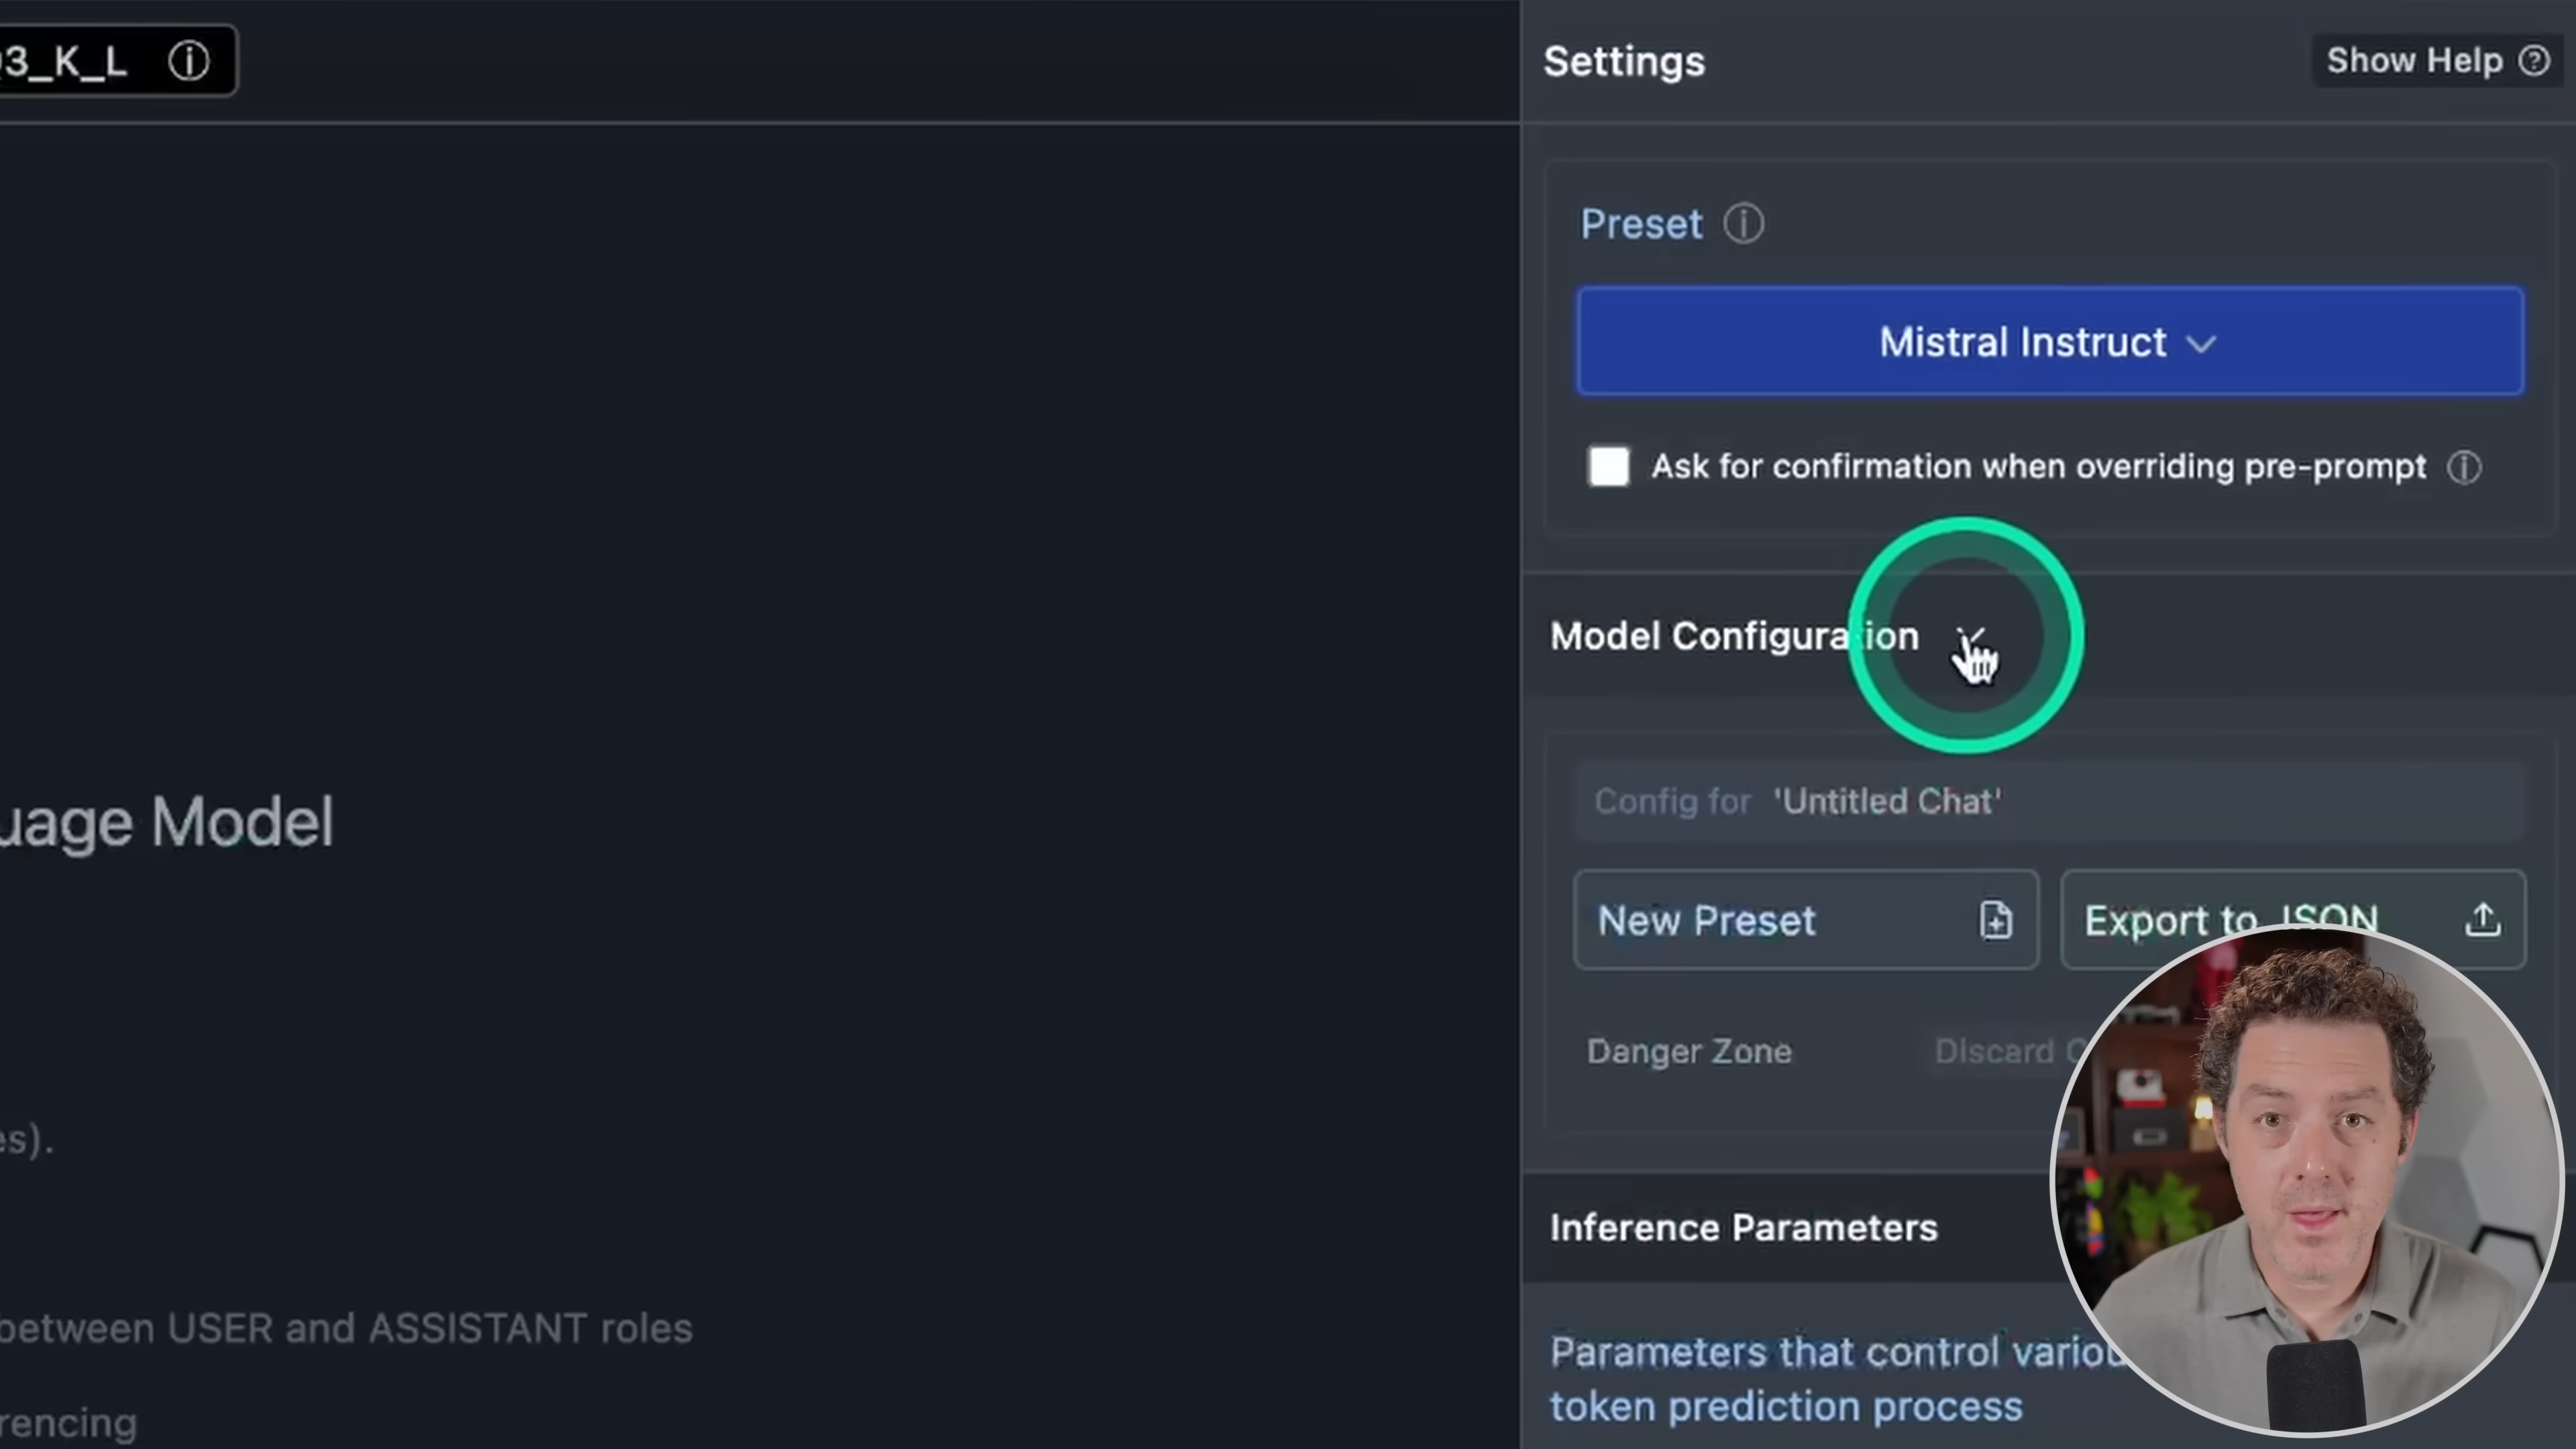 3_K_L
Settings
Show Help
Preset
Mistral Instruct
Ask for confirmation when overriding pre-prompt
Model Configuration
uage Model
Config for 'Untitled Chat'
New Preset
Export to JSON
Danger Zone
Discard
es).
Inference Parameters
between USER and ASSISTANT roles
Parameters that control variou
token prediction process
rencing